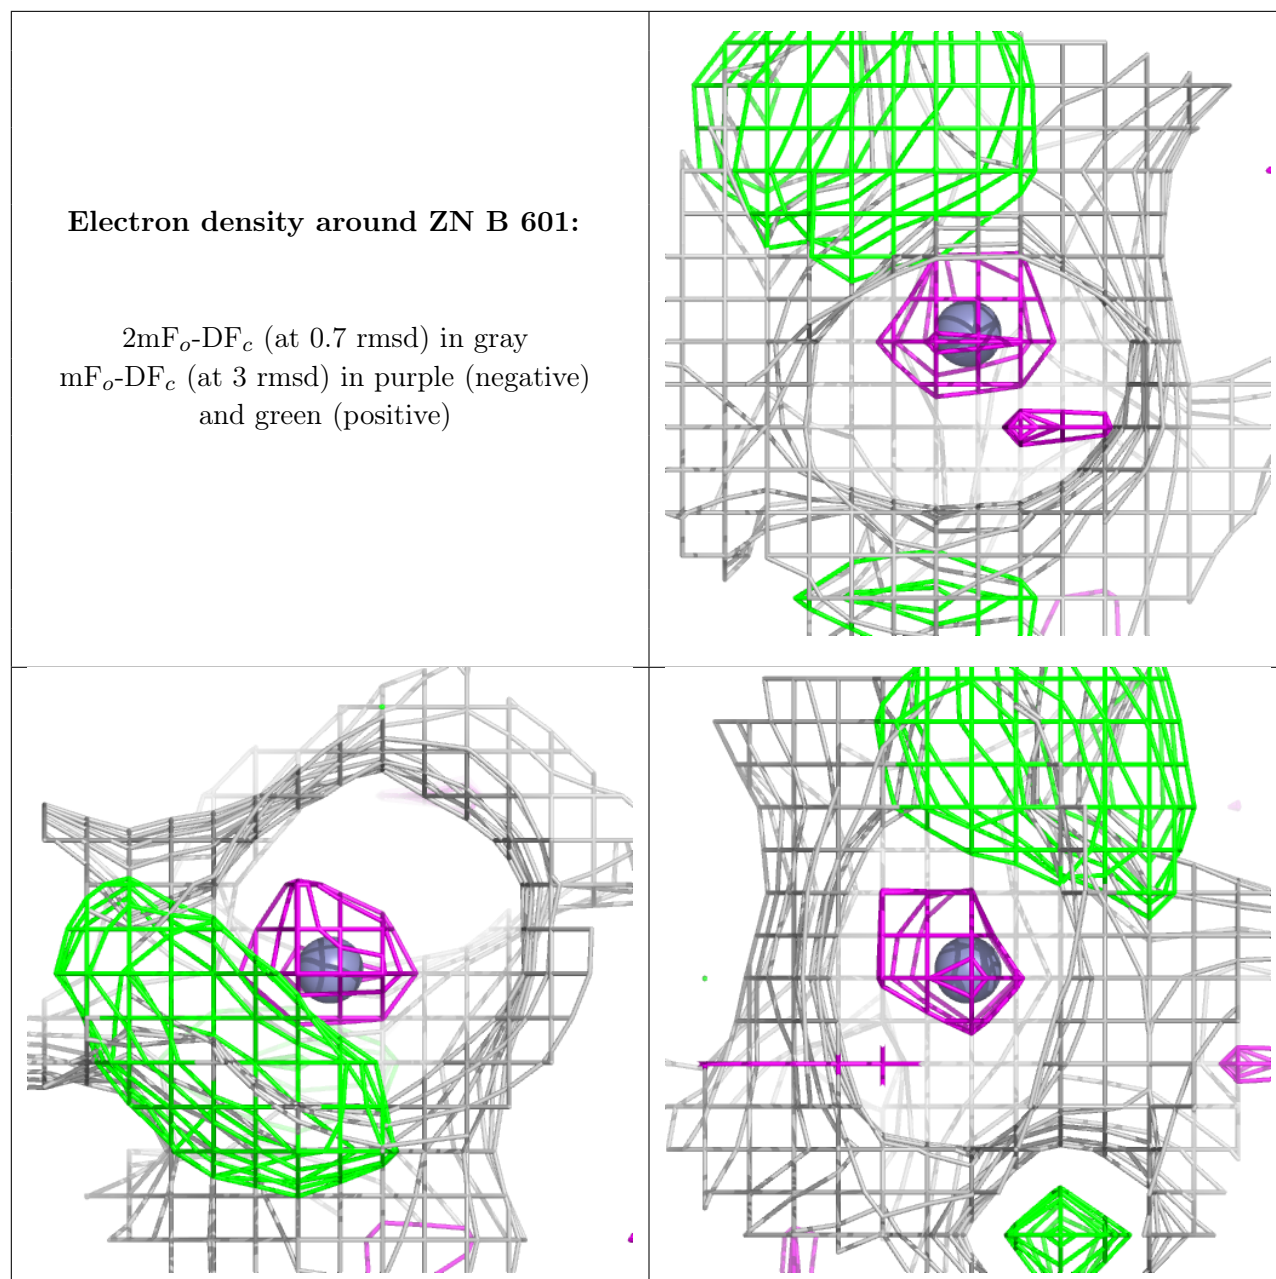 Electron density around ZN B 601:
2mFo-DFc (at 0.7 rmsd) in gray
mFo-DFc (at 3 rmsd) in purple (negative)
and green (positive)